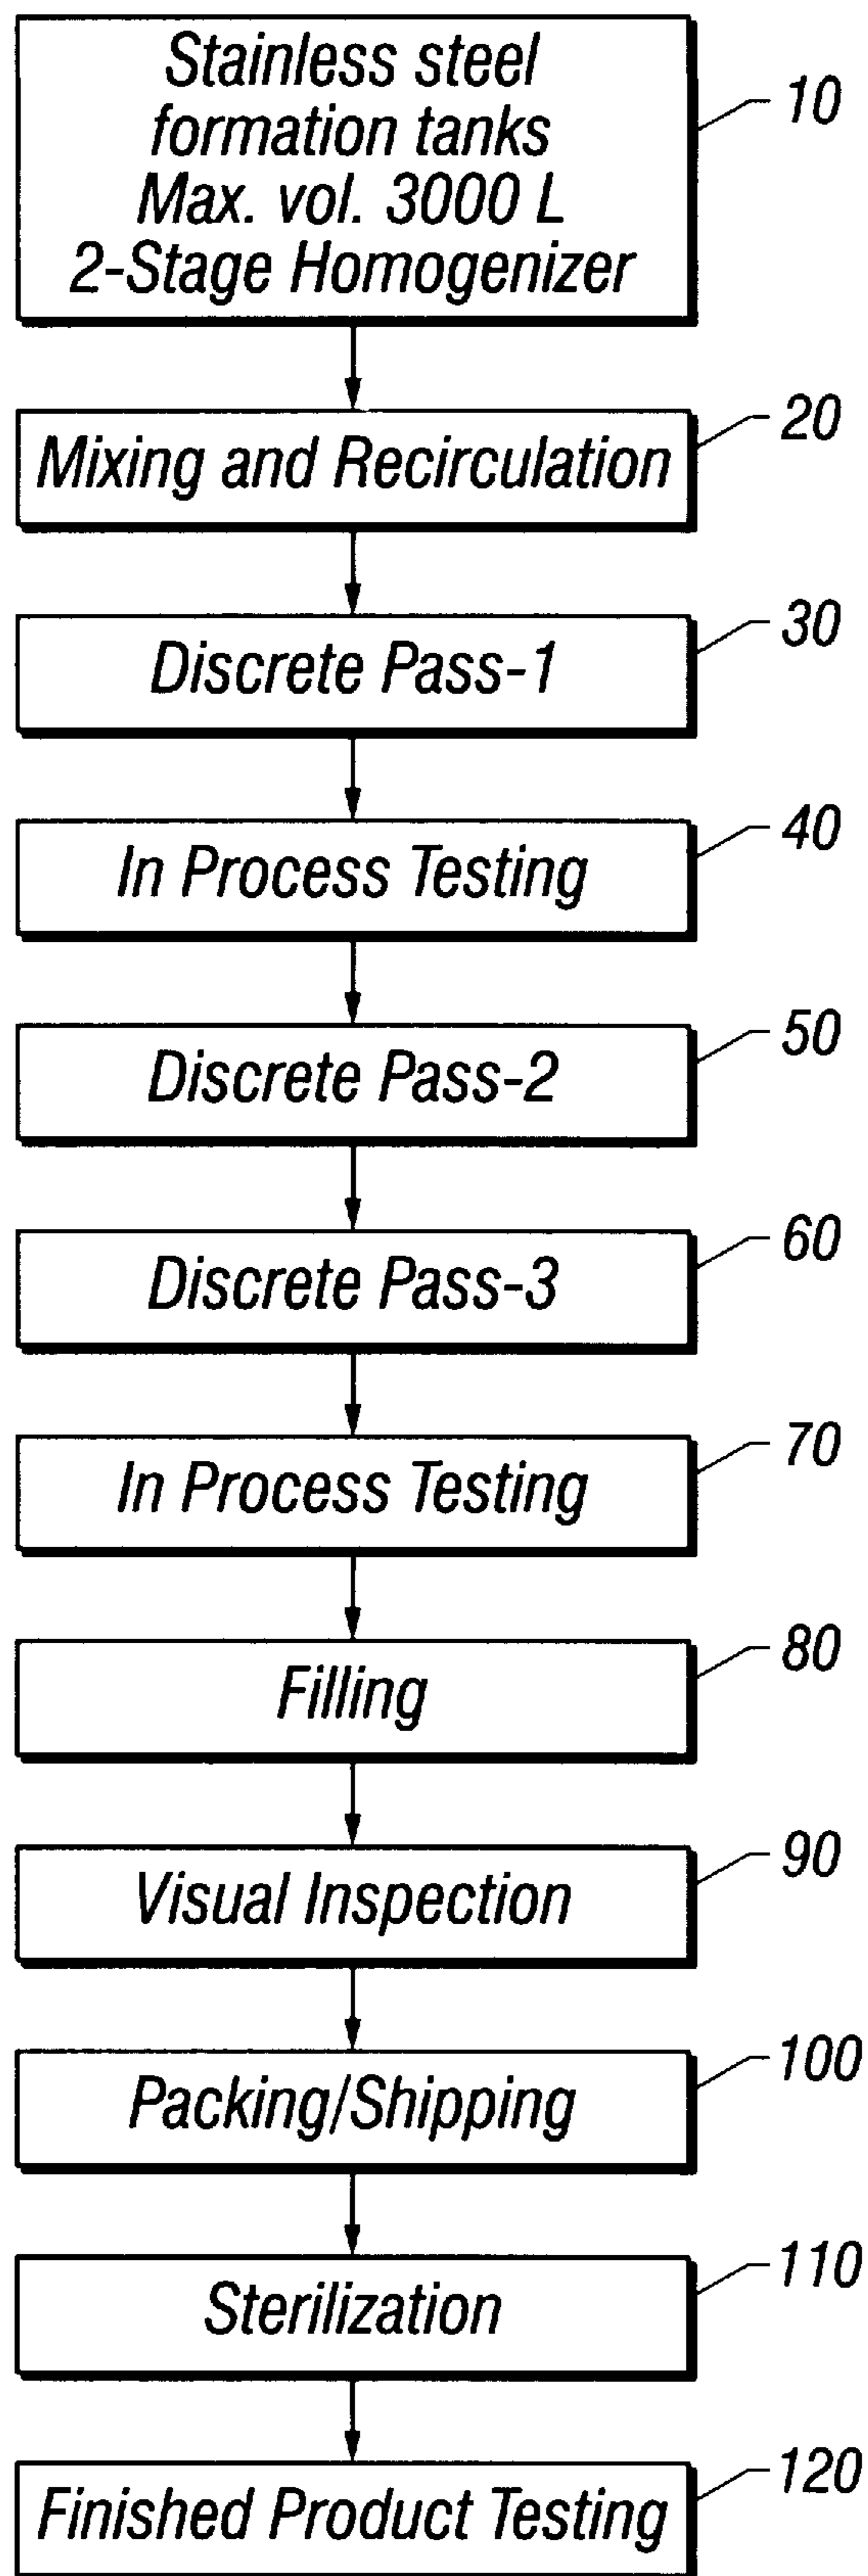 Stainless steel
formation tanks
Max. vol. 3000 L
2-Stage Homogenizer
10
Mixing and Recirculation
20
Discrete Pass-1
30
In Process Testing
40
Discrete Pass-2
50
Discrete Pass-3
60
In Process Testing
70
Filling
80
Visual Inspection
90
Packing/Shipping
100
Sterilization
110
Finished Product Testing
120